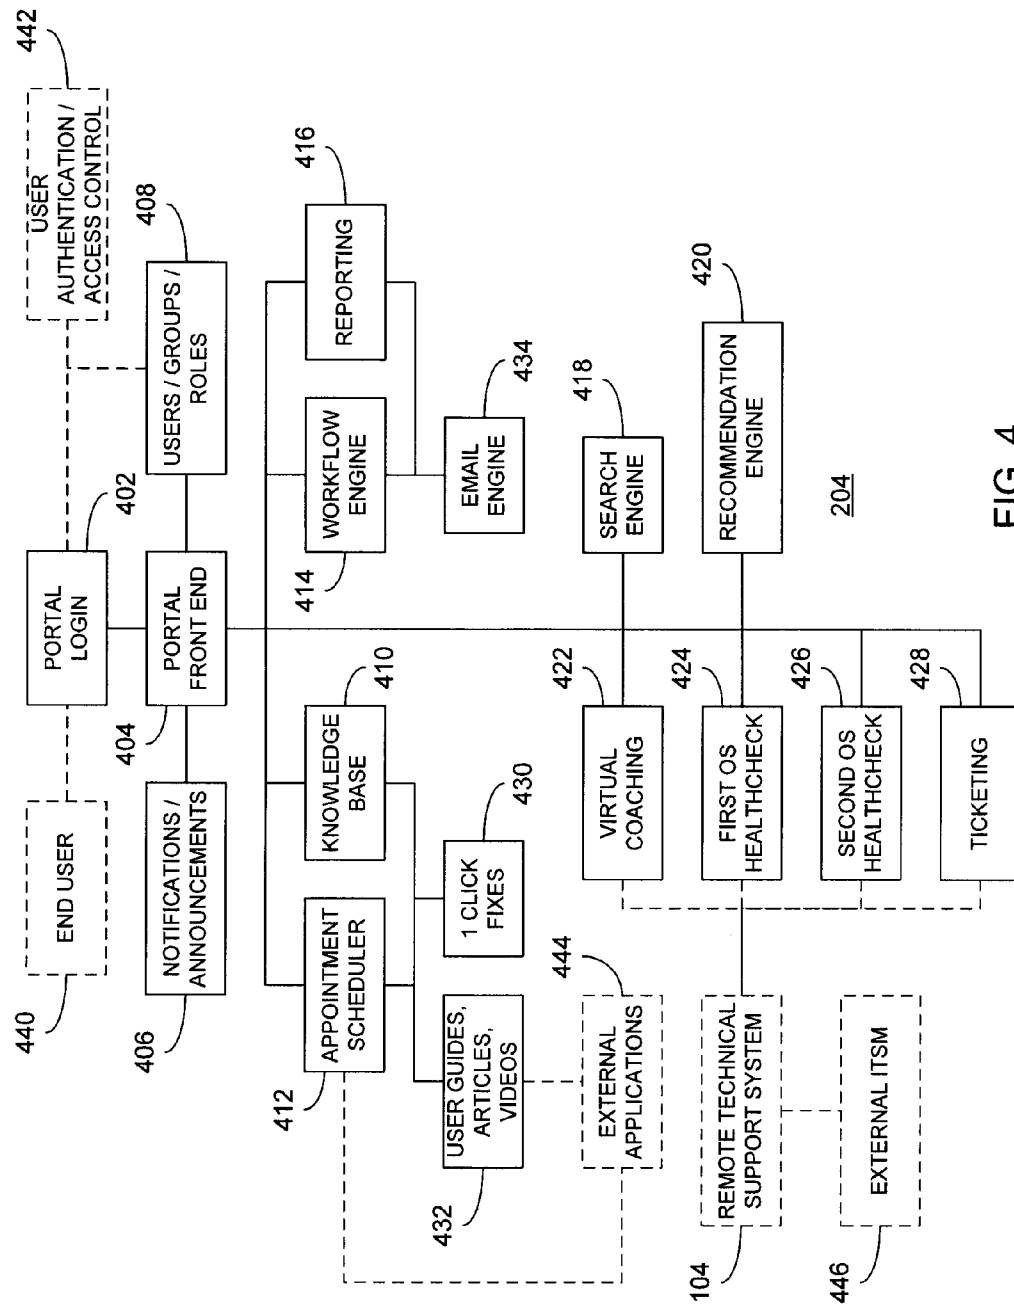 442
USER
AUTHENTICATION /
ACCESS CONTROL
402
PORTAL
LOGIN
END USER
440
408
USERS / GROUPS /
ROLES
PORTAL
FRONT END
404
NOTIFICATIONS /
ANNOUNCEMENTS
406
416
REPORTING
WORKFLOW
ENGINE
414
410
KNOWLEDGE
BASE
APPOINTMENT
SCHEDULER
412
434
EMAIL
ENGINE
430
1 CLICK
FIXES
USER GUIDES,
ARTICLES,
VIDEOS
432
418
SEARCH
ENGINE
422
VIRTUAL
COACHING
444
EXTERNAL
APPLICATIONS
420
RECOMMENDATION
ENGINE
424
FIRST OS
HEALTHCHECK
REMOTE TECHNICAL
SUPPORT SYSTEM
104
204
426
SECOND OS
HEALTHCHECK
EXTERNAL ITSM
446
428
TICKETING
FIG. 4